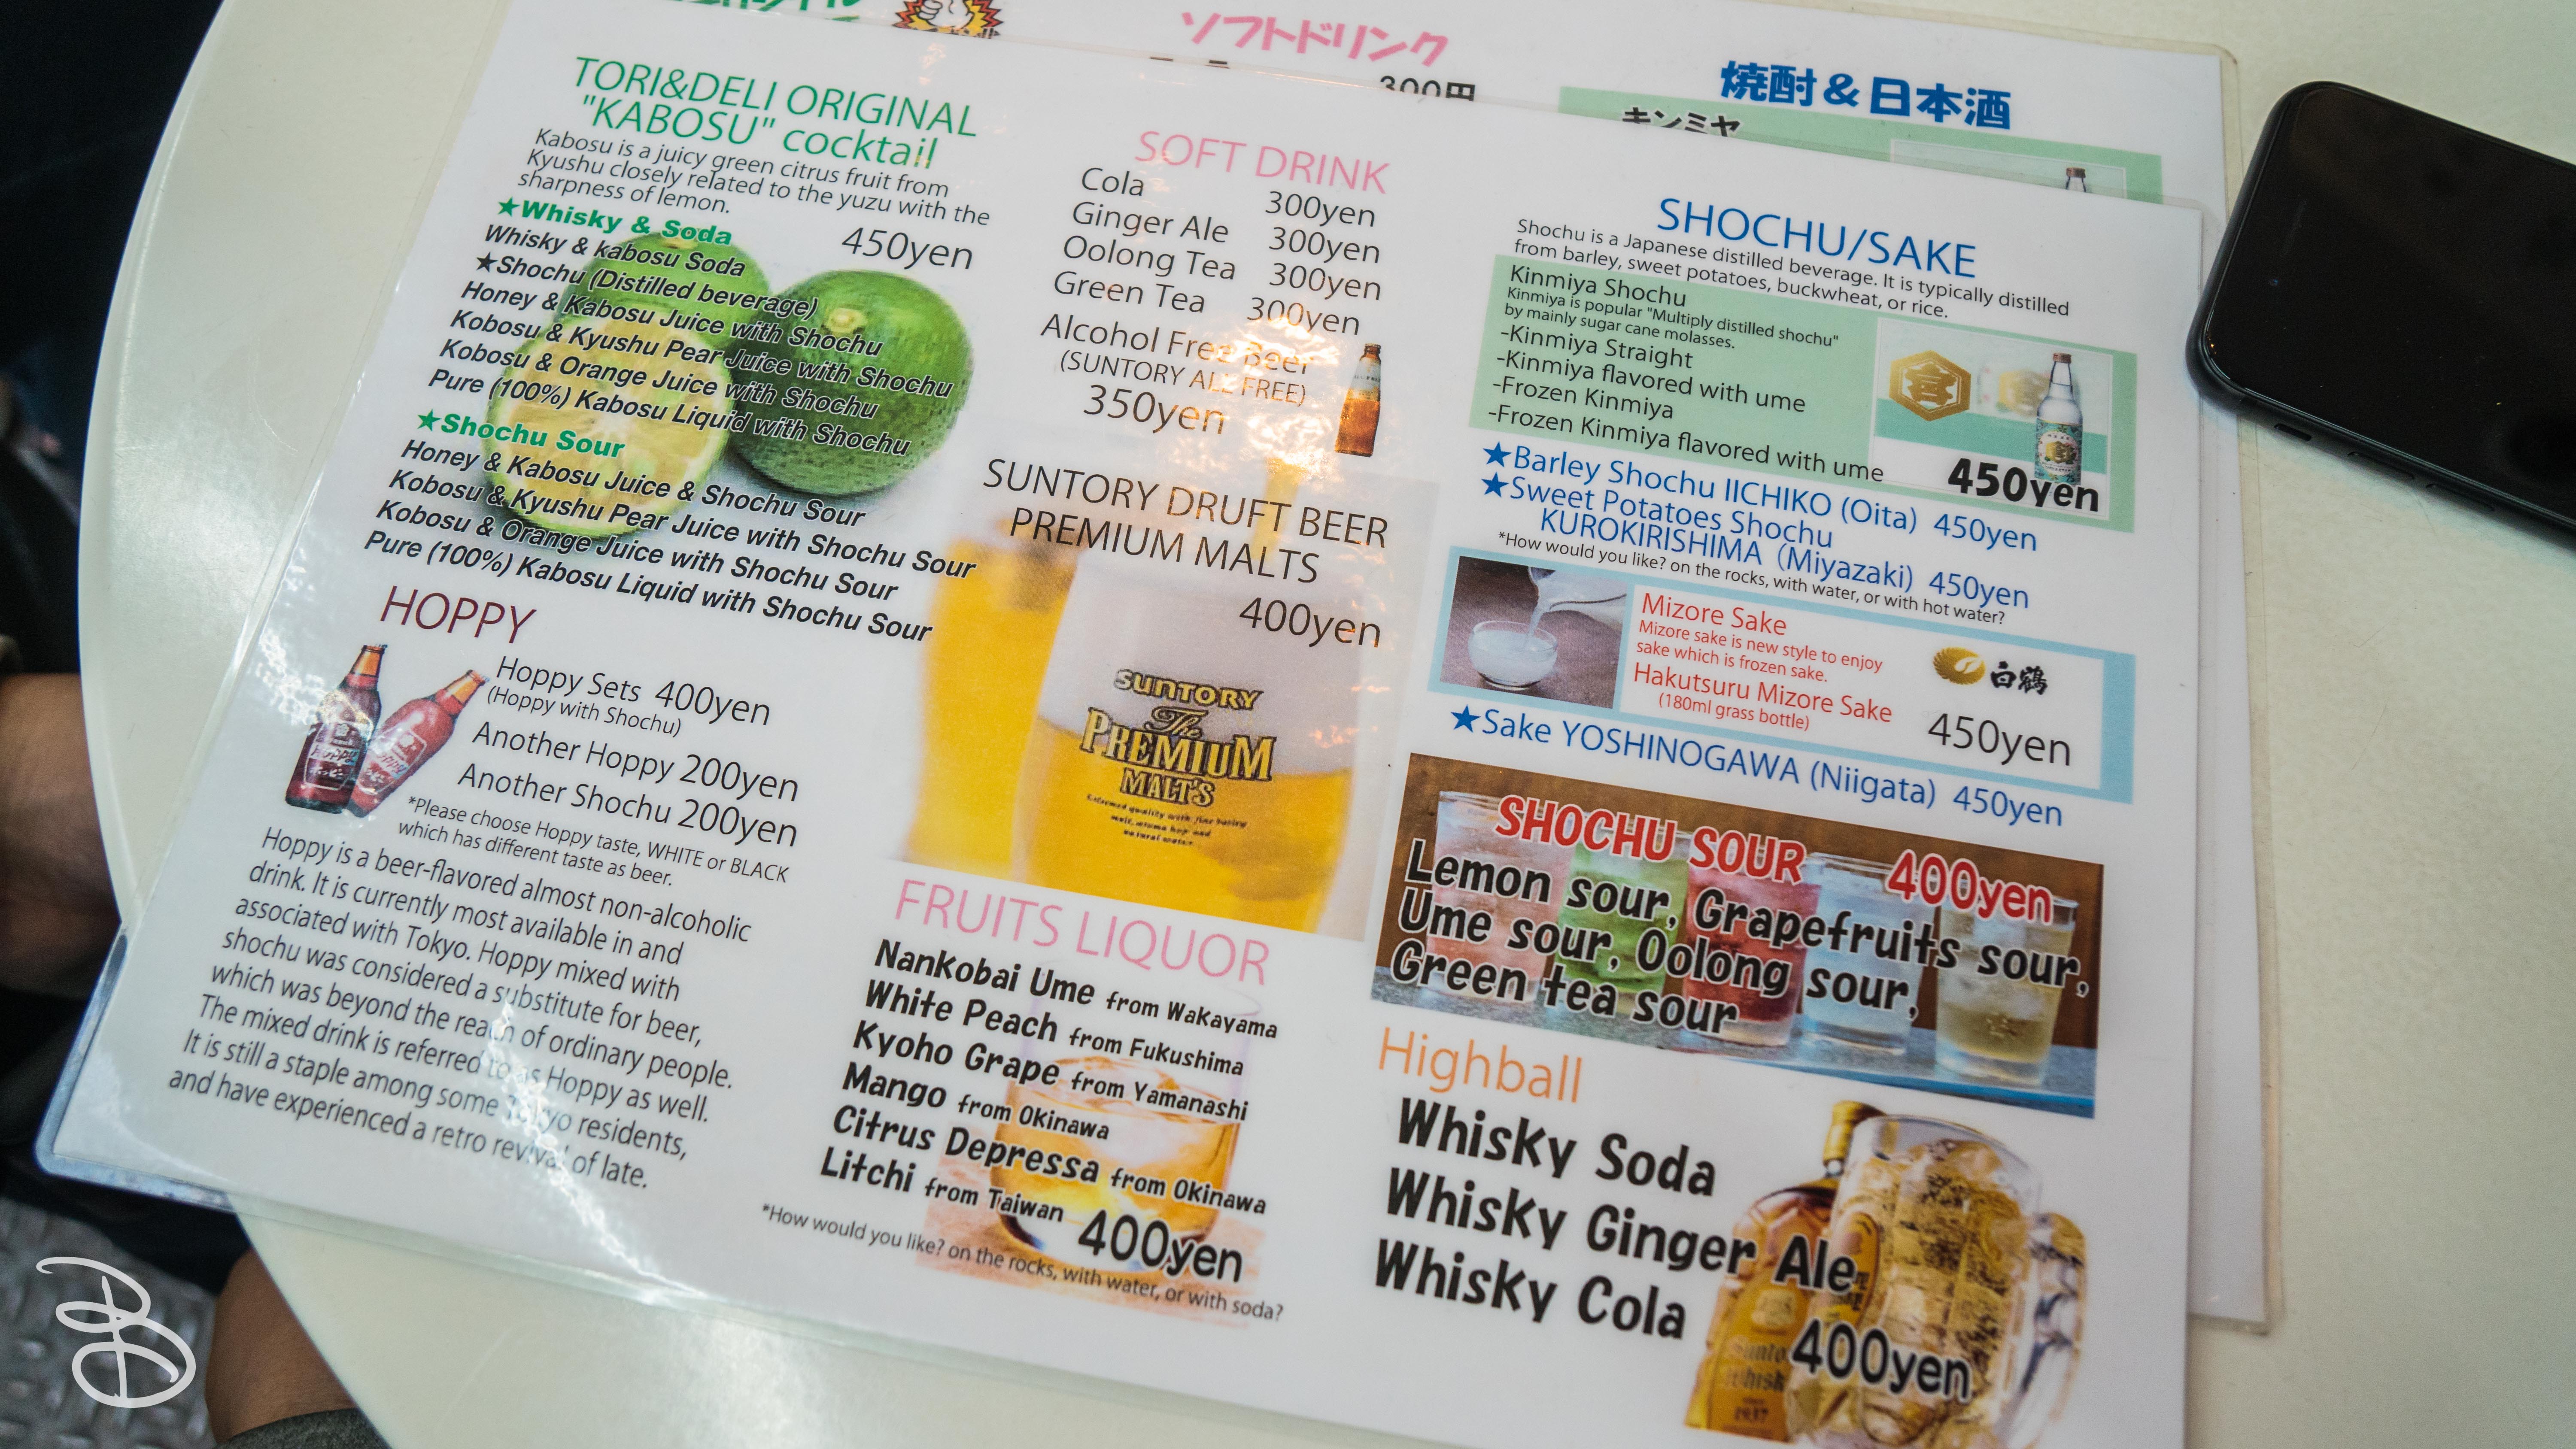 ソフトドリンク
300円
焼酎&日本酒
キンミヤ
TORI&DELI ORIGINAL
"KABOSU" cocktail
Kabosu is a juicy green citrus fruit from
Kyushu closely related to the yuzu with the
sharpness of lemon.
★Whisky & Soda
450yen
Whisky & kabosu Soda
★Shochu (Distilled beverage)
Honey & Kabosu Juice with Shochu
Kobosu & Kyushu Pear Juice with Shochu
Kobosu & Orange Juice with Shochu
Pure (100%) Kabosu Liquid with Shochu
★Shochu Sour
Honey & Kabosu Juice & Shochu Sour
Kobosu & Kyushu Pear Juice with Shochu Sour
Kobosu & Orange Juice with Shochu Sour
Pure (100%) Kabosu Liquid with Shochu Sour
HOPPY
Hoppy Sets 400yen
(Hoppy with Shochu)
Another Hoppy 200yen
Another Shochu 200yen
*Please choose Hoppy taste, WHITE or BLACK
which has different taste as beer.
Hoppy
ホッピー
Hoppy is a beer-flavored almost non-alcoholic
drink. It is currently most available in and
associated with Tokyo. Hoppy mixed with
shochu was considered a substitute for beer,
which was beyond the reach of ordinary people.
The mixed drink is referred to as Hoppy as well.
It is still a staple among some Tokyo residents,
and have experienced a retro revival of late.
SOFT DRINK
Cola 300yen
Ginger Ale 300yen
Oolong Tea 300yen
Green Tea 300yen
Alcohol Free Beer
(SUNTORY ALL FREE)
350yen
SUNTORY DRUFT BEER
PREMIUM MALTS
400yen
SUNTORY
The
PREMIUM
MALT'S
FRUITS LIQUOR
Nankobai Ume from Wakayama
White Peach from Fukushima
Kyoho Grape from Yamanashi
Mango from Okinawa
Citrus Depressa from Okinawa
Litchi from Taiwan
400yen
*How would you like? on the rocks, with water, or with soda?
SHOCHU/SAKE
Shochu is a Japanese distilled beverage. It is typically distilled
from barley, sweet potatoes, buckwheat, or rice.
Kinmiya Shochu
Kinmiya is popular "Multiply distilled shochu"
by mainly sugar cane molasses.
-Kinmiya Straight
-Kinmiya flavored with ume
-Frozen Kinmiya
-Frozen Kinmiya flavored with ume
450yen
★Barley Shochu IICHIKO (Oita) 450yen
★Sweet Potatoes Shochu
KUROKIRISHIMA (Miyazaki) 450yen
*How would you like? on the rocks, with water, or with hot water?
Mizore Sake
Mizore sake is new style to enjoy
sake which is frozen sake.
Hakutsuru Mizore Sake
(180ml grass bottle)
白鶴
450yen
★Sake YOSHINOGAWA (Niigata) 450yen
SHOCHU SOUR 400yen
Lemon sour, Grapefruits sour,
Ume sour, Oolong sour,
Green tea sour
Highball
Whisky Soda
Whisky Ginger Ale
Whisky Cola
400yen
1937